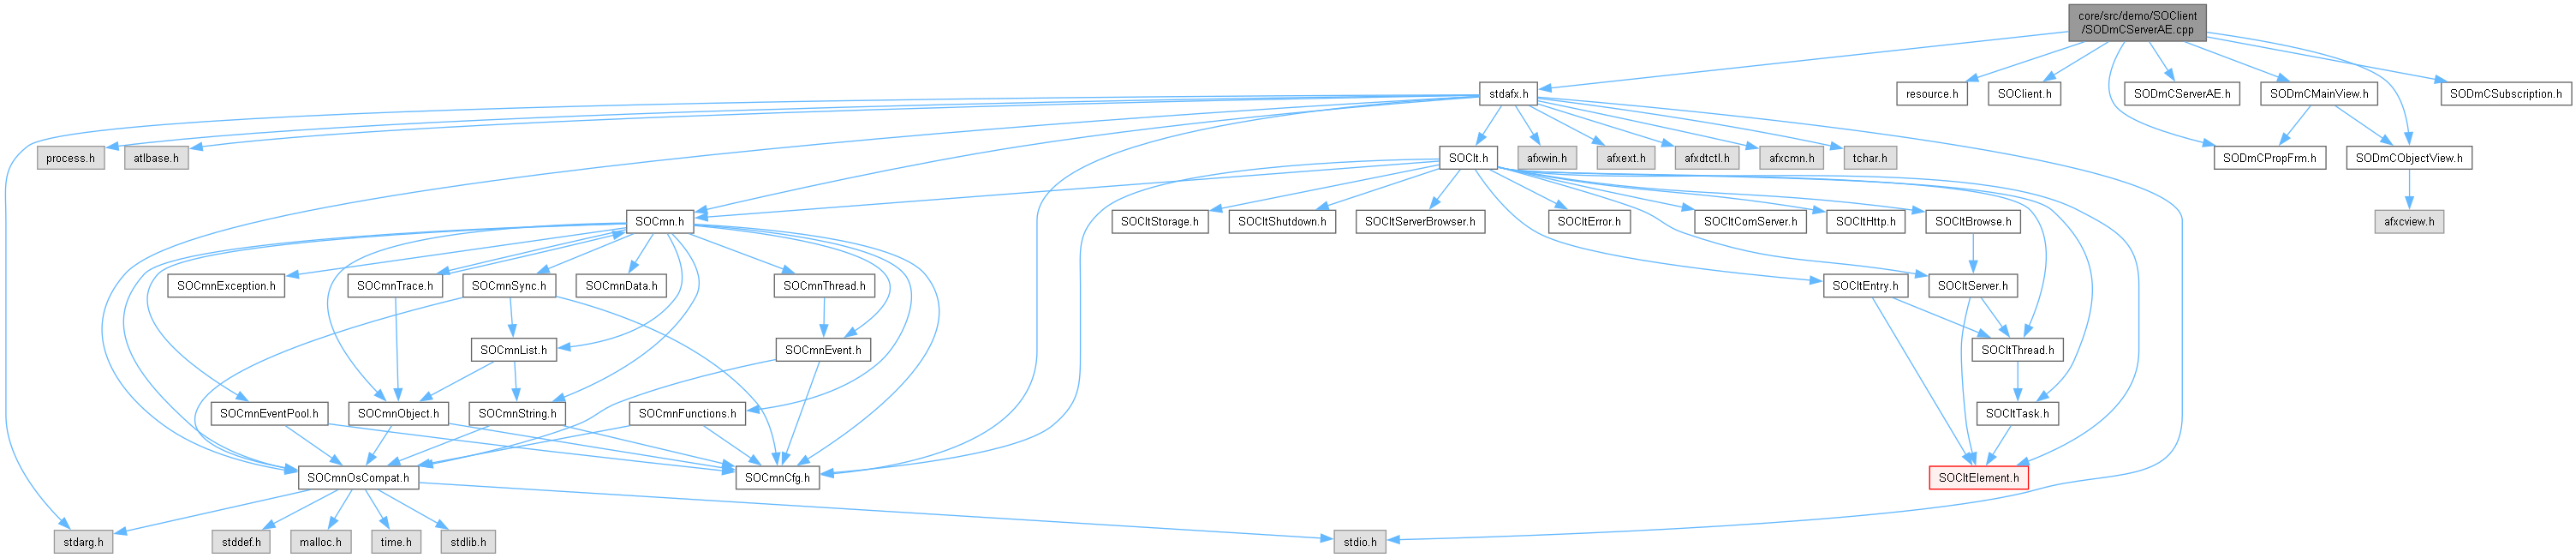 core/src/demo/SOClient
/SODmCServerAE.cpp
stdafx.h
resource.h
SOClient.h
SODmCServerAE.h
SODmCMainView.h
SODmCSubscription.h
process.h
atlbase.h
SOClt.h
afxwin.h
afxext.h
afxdtctl.h
afxcmn.h
tchar.h
SODmCPropFrm.h
SODmCObjectView.h
SOCmn.h
SOCltStorage.h
SOCltShutdown.h
SOCltServerBrowser.h
SOCltError.h
SOCltComServer.h
SOCltHttp.h
SOCltBrowse.h
afxcview.h
SOCmnException.h
SOCmnTrace.h
SOCmnSync.h
SOCmnData.h
SOCmnThread.h
SOCltEntry.h
SOCltServer.h
SOCmnList.h
SOCmnEvent.h
SOCltThread.h
SOCmnEventPool.h
SOCmnObject.h
SOCmnString.h
SOCmnFunctions.h
SOCltTask.h
SOCmnOsCompat.h
SOCmnCfg.h
SOCltElement.h
stdarg.h
stddef.h
malloc.h
time.h
stdlib.h
stdio.h